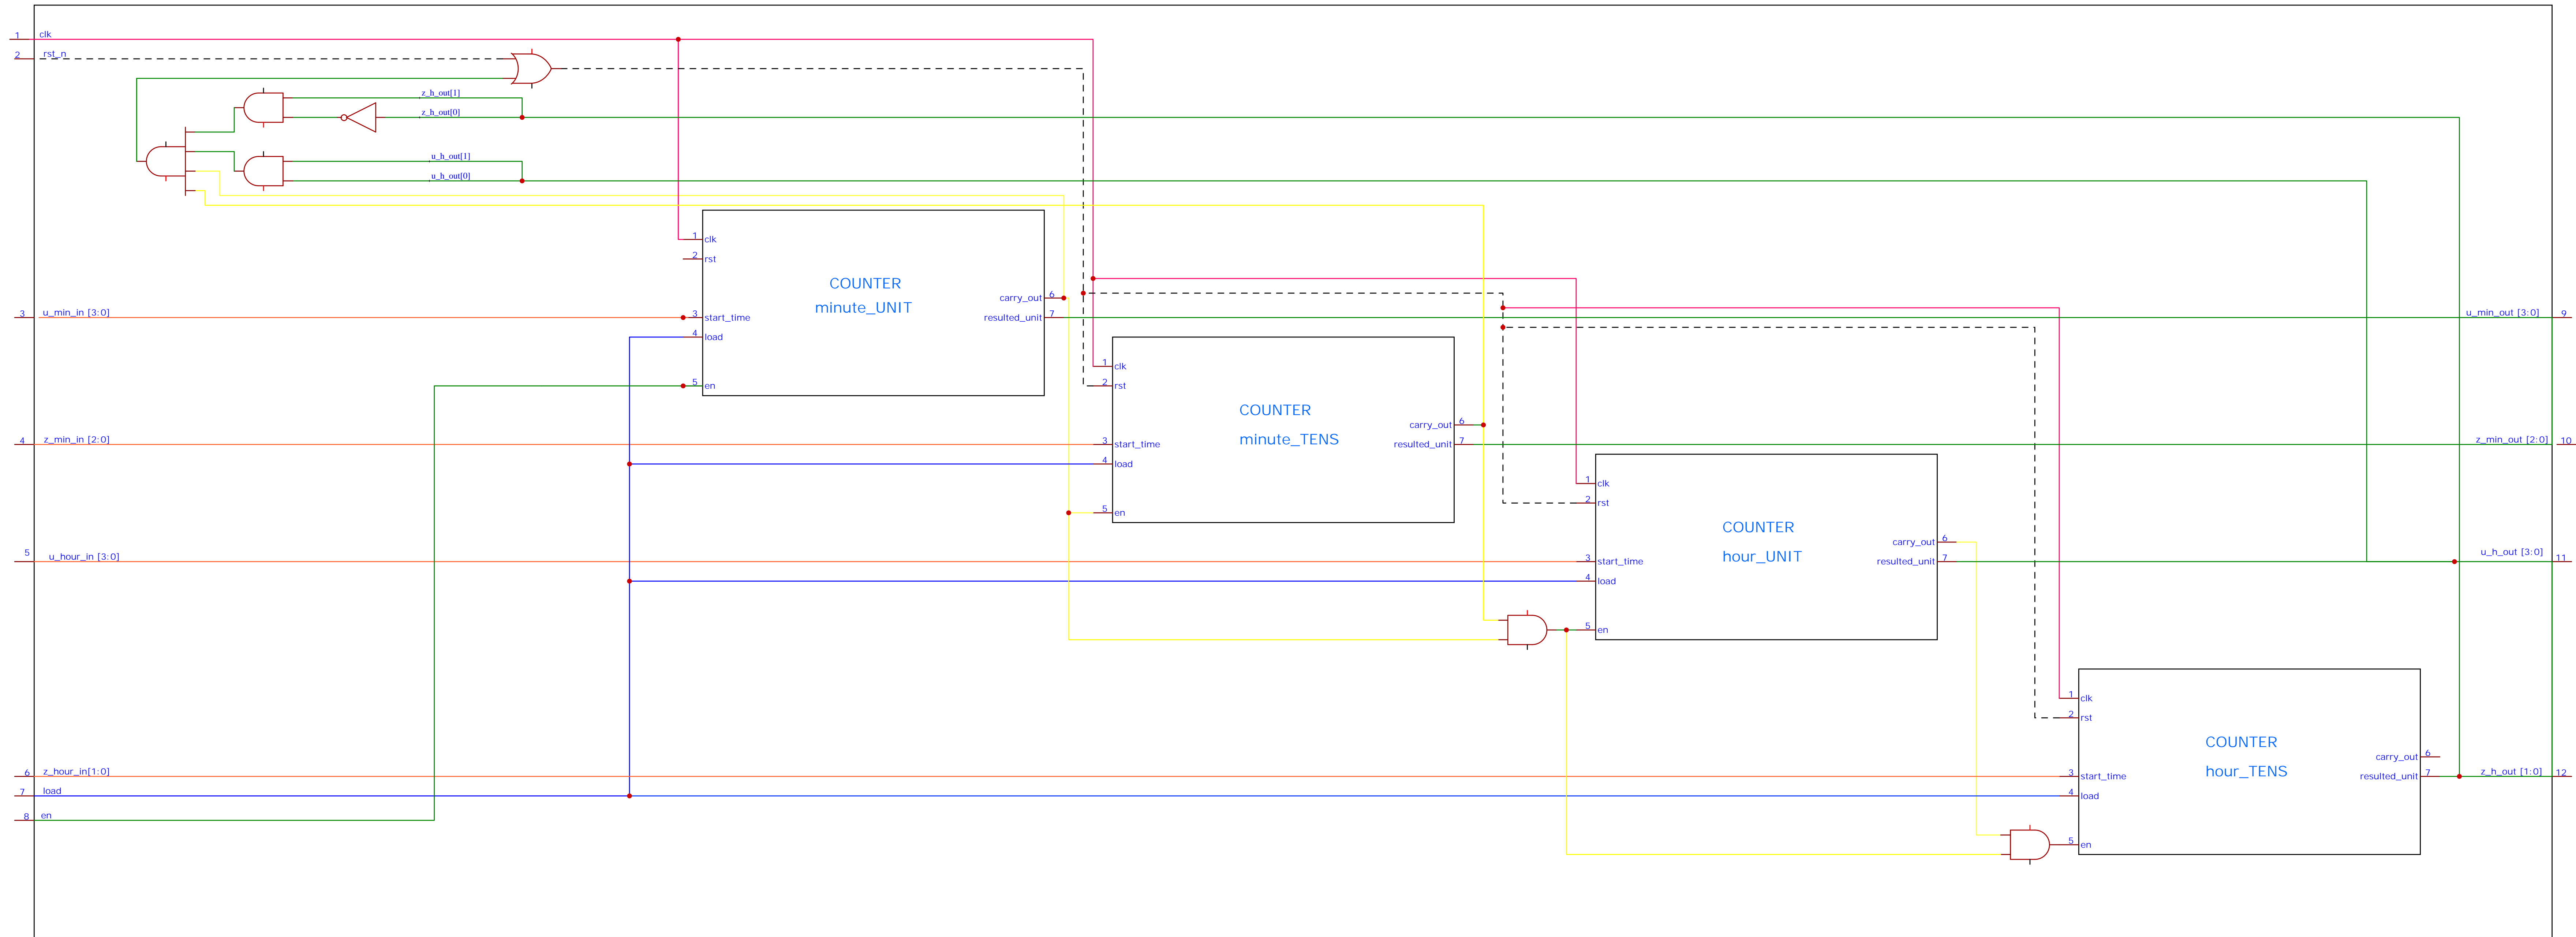 1 clk
2 rst_n
z_h_out[1]
z_h_out[0]
u_h_out[1]
u_h_out[0]
1 clk
2 rst
COUNTER
minute_UNIT
carry_out 6
3 u_min_in [3:0]
3 start_time
resulted_unit 7
u_min_out [3:0] 9
4 load
5 en
1 clk
2 rst
COUNTER
minute_TENS
carry_out 6
4 z_min_in [2:0]
3 start_time
resulted_unit 7
z_min_out [2:0] 10
4 load
5 en
1 clk
2 rst
COUNTER
hour_UNIT
carry_out 6
5 u_hour_in [3:0]
3 start_time
resulted_unit 7
u_h_out [3:0] 11
4 load
5 en
1 clk
2 rst
COUNTER
hour_TENS
carry_out 6
6 z_hour_in[1:0]
3 start_time
resulted_unit 7
z_h_out [1:0] 12
7 load
4 load
8 en
5 en